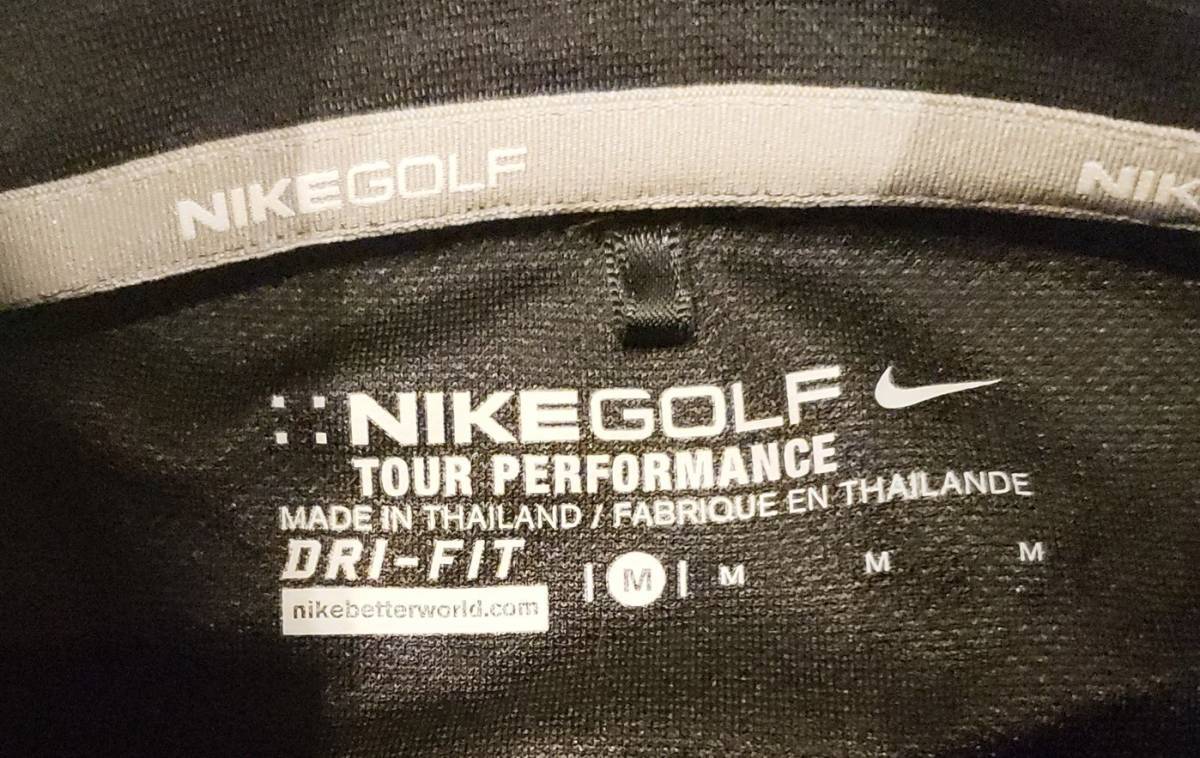 NIKEGOLF
NIK
NIKEGOLF
TOUR PERFORMANCE
MADE IN THAILAND / FABRIQUE EN THAILANDE
DRI-FIT | M | M M M
nikebetterworld.com